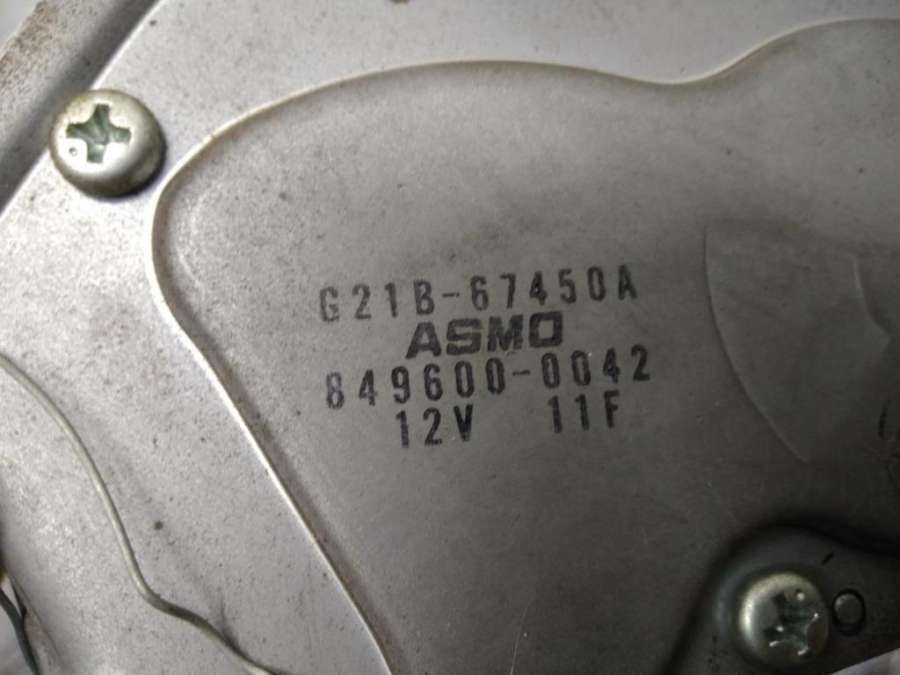 G21B-67450A
ASMO
849600-0042
12V 11F